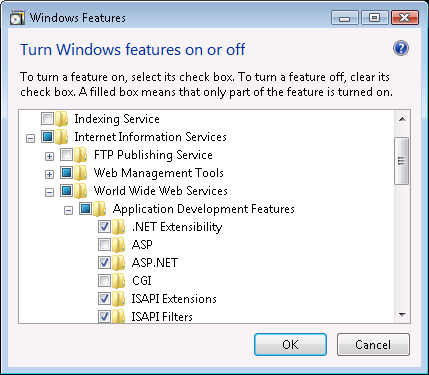 Windows Features
Turn Windows features on or off
To turn a feature on, select its check box. To turn a feature off, clear its
check box. A filled box means that only part of the feature is turned on.
Indexing Service
Internet Information Services
FTP Publishing Service
Web Management Tools
World Wide Web Services
Application Development Features
.NET Extensibility
ASP
ASP.NET
CGI
ISAPI Extensions
ISAPI Filters
OK Cancel